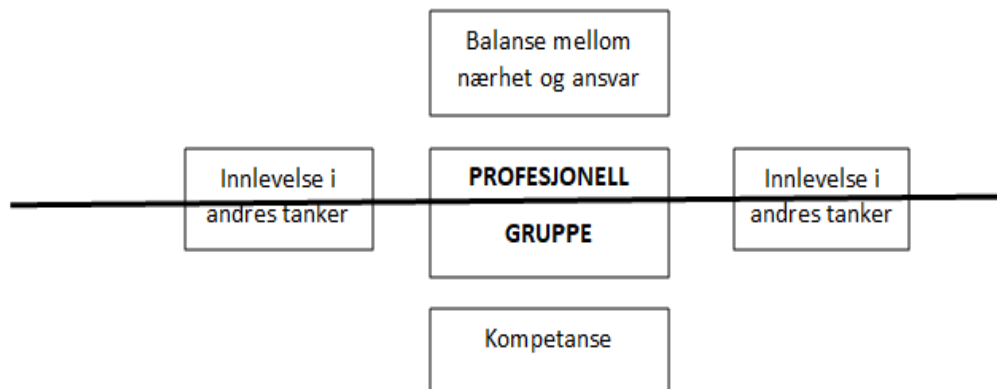 Balanse mellom
nærhet og ansvar
Innlevelse i
andres tanker
PROFESJONELL
GRUPPE
Innlevelse i
andres tanker
Kompetanse